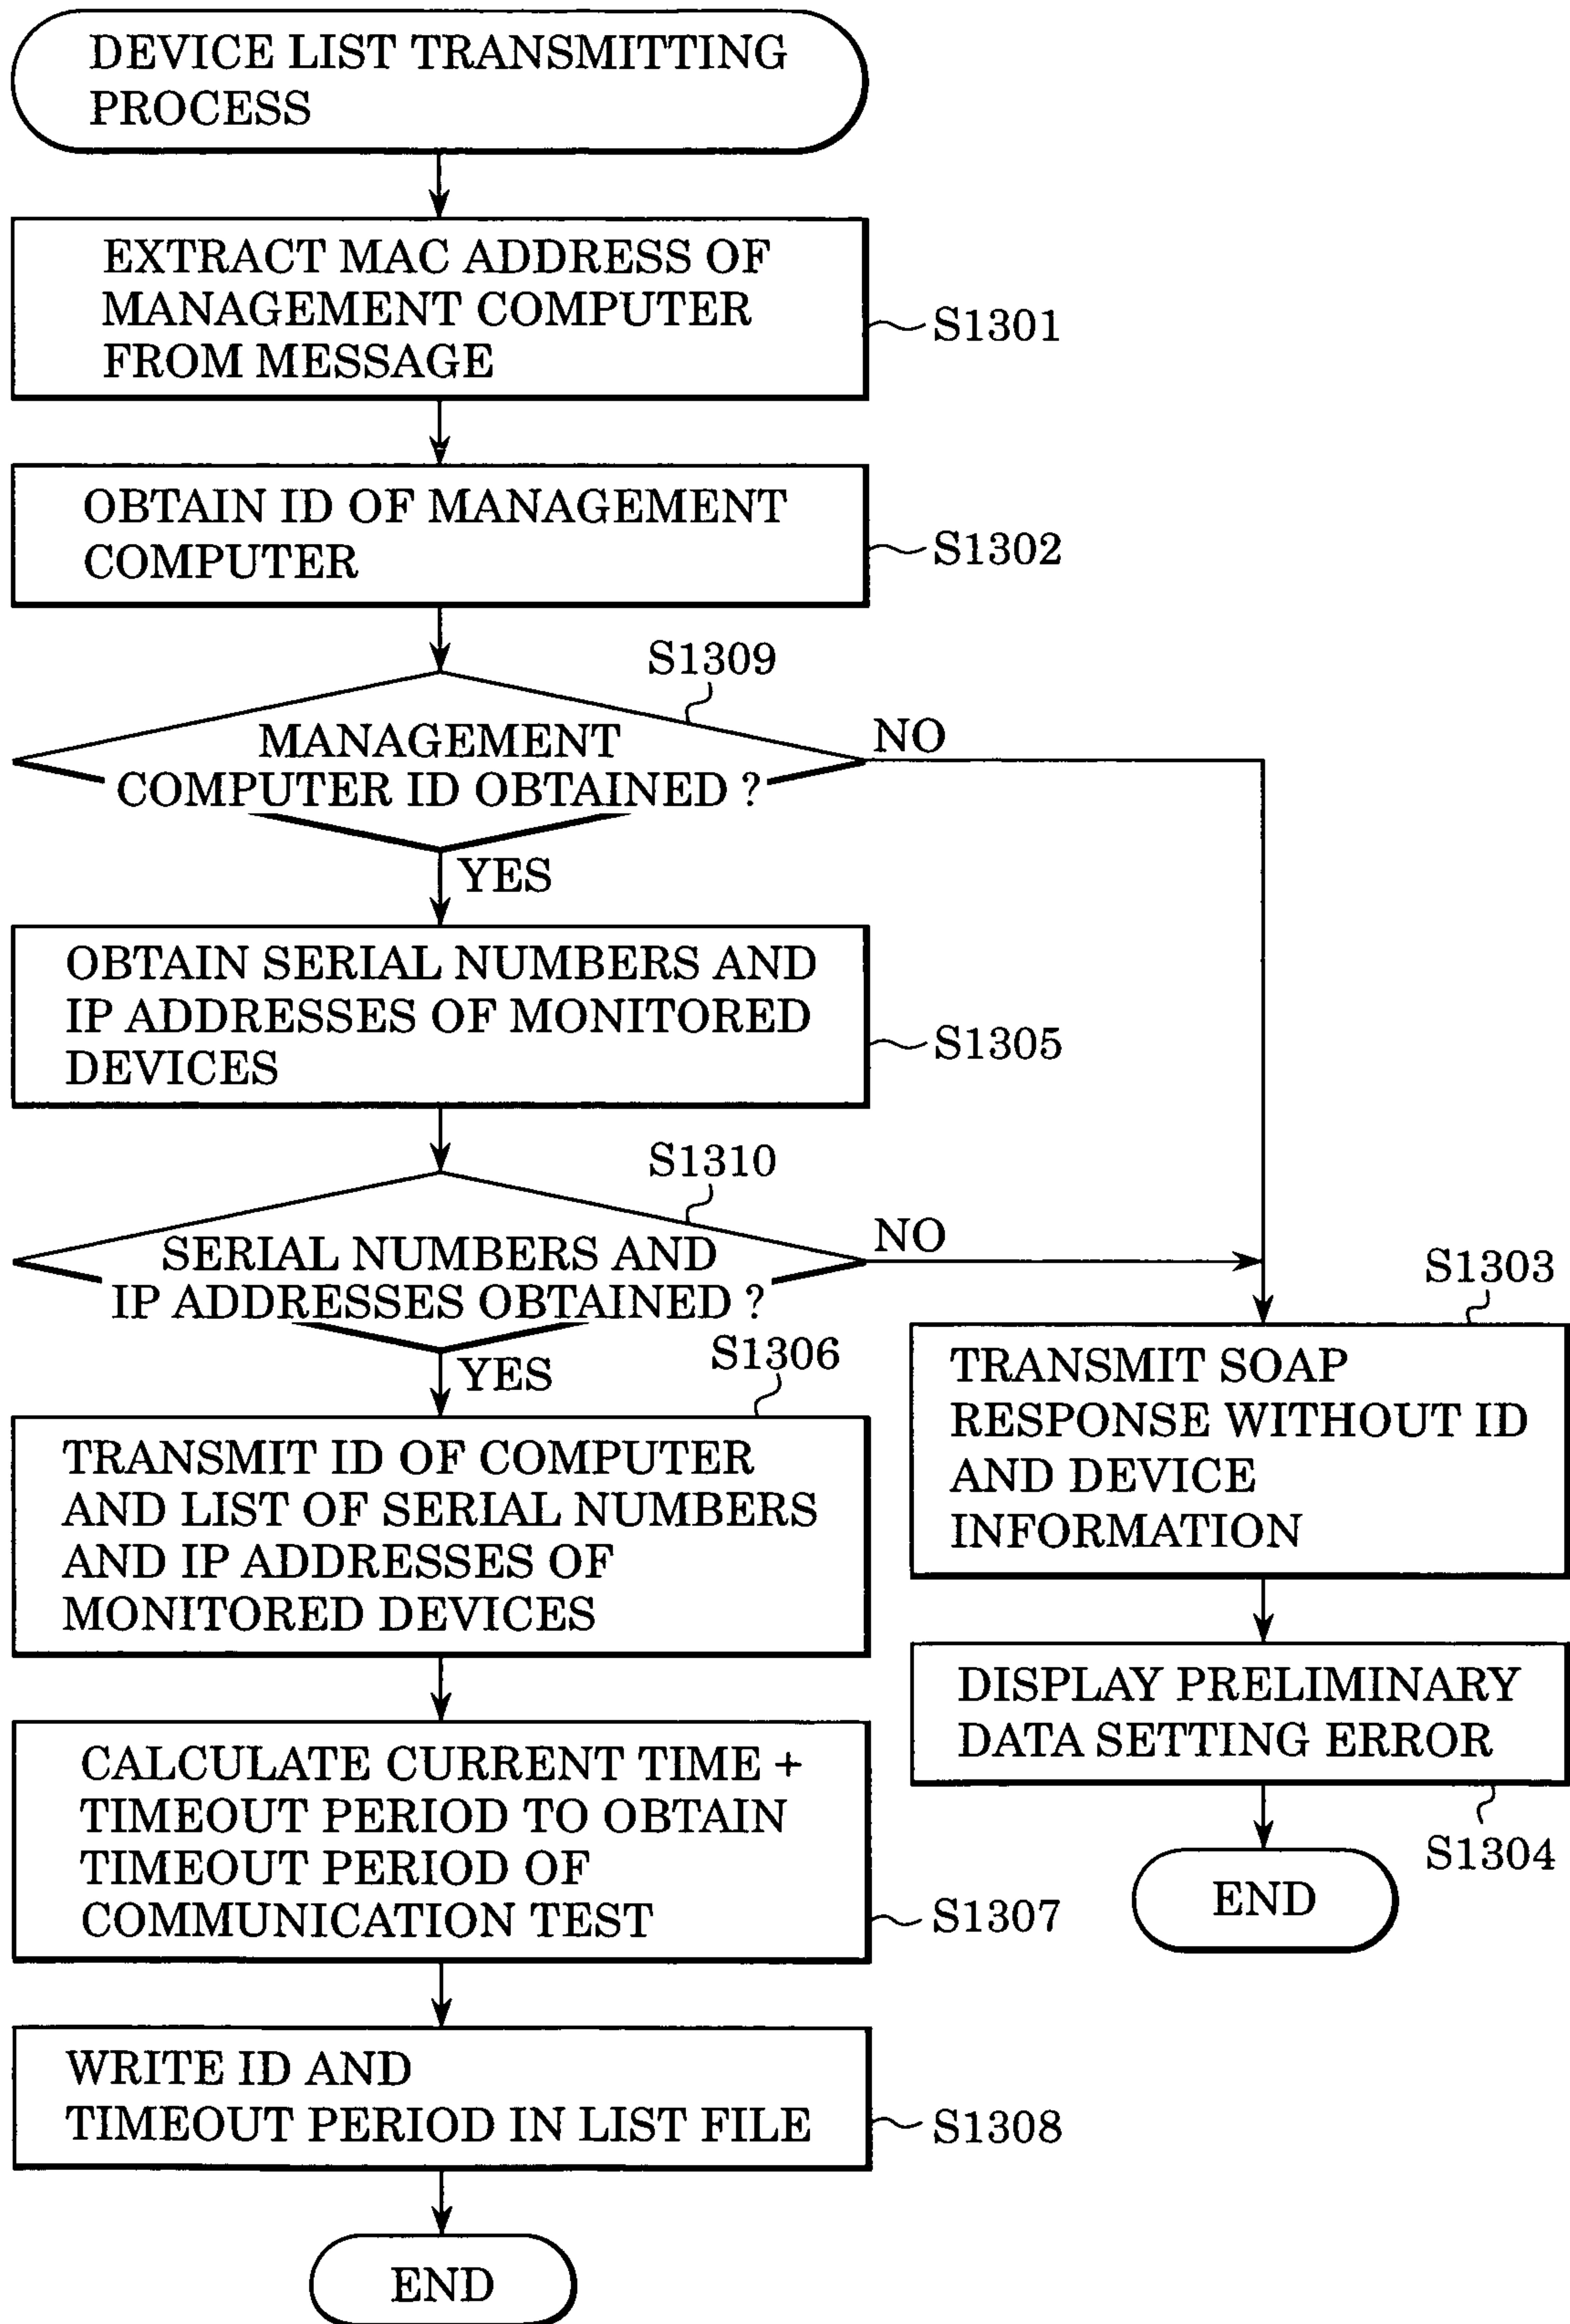 DEVICE LIST TRANSMITTING
PROCESS
EXTRACT MAC ADDRESS OF
MANAGEMENT COMPUTER
FROM MESSAGE
S1301
OBTAIN ID OF MANAGEMENT
COMPUTER
S1302
S1309
MANAGEMENT
COMPUTER ID OBTAINED ?
NO
YES
OBTAIN SERIAL NUMBERS AND
IP ADDRESSES OF MONITORED
DEVICES
S1305
S1310
SERIAL NUMBERS AND
IP ADDRESSES OBTAINED ?
NO
YES
S1306
TRANSMIT ID OF COMPUTER
AND LIST OF SERIAL NUMBERS
AND IP ADDRESSES OF
MONITORED DEVICES
CALCULATE CURRENT TIME +
TIMEOUT PERIOD TO OBTAIN
TIMEOUT PERIOD OF
COMMUNICATION TEST
S1307
WRITE ID AND
TIMEOUT PERIOD IN LIST FILE
S1308
END
S1303
TRANSMIT SOAP
RESPONSE WITHOUT ID
AND DEVICE
INFORMATION
DISPLAY PRELIMINARY
DATA SETTING ERROR
S1304
END